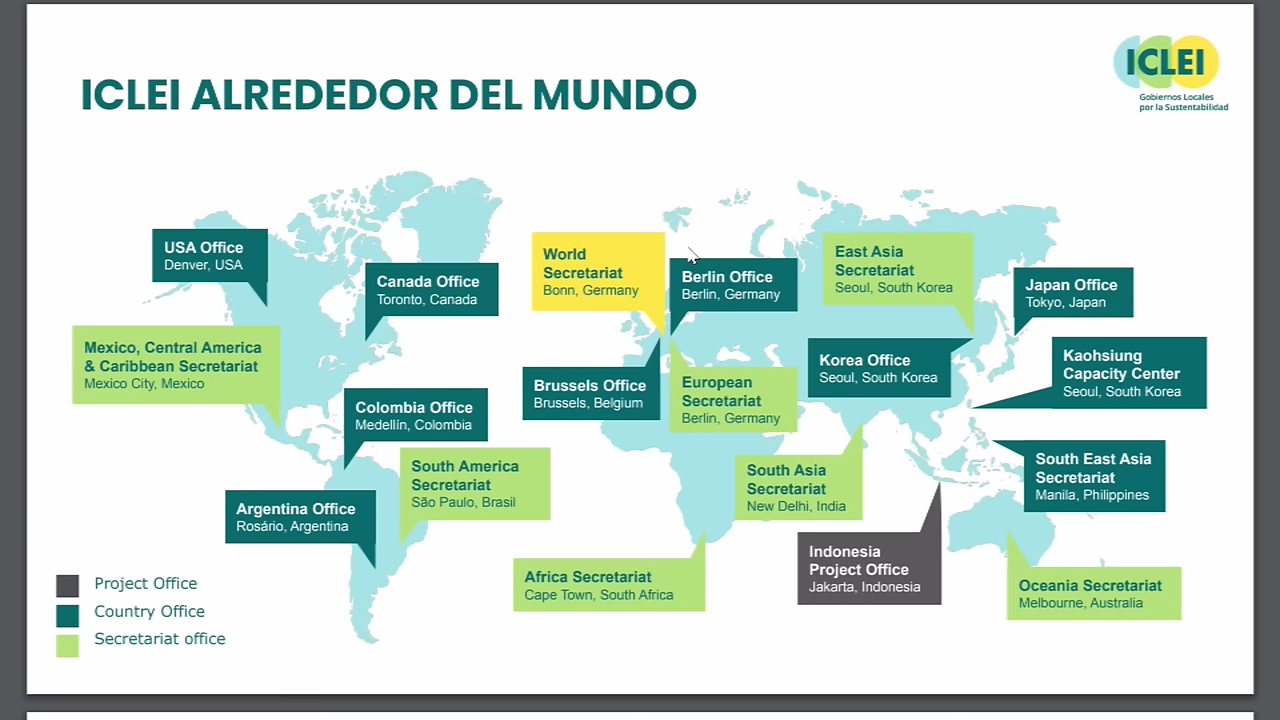 ICLEI ALREDEDOR DEL MUNDO
ICLEI
Gobiernos Locales
por la Sustentabilidad
USA Office
Denver, USA
Canada Office
Toronto, Canada
World
Secretariat
Bonn, Germany
Berlin Office
Berlin, Germany
East Asia
Secretariat
Seoul, South Korea
Japan Office
Tokyo, Japan
Mexico, Central America
& Caribbean Secretariat
Mexico City, Mexico
Colombia Office
Medellín, Colombia
Brussels Office
Brussels, Belgium
European
Secretariat
Berlin, Germany
Korea Office
Seoul, South Korea
Kaohsiung
Capacity Center
Seoul, South Korea
South America
Secretariat
São Paulo, Brasil
South Asia
Secretariat
New Delhi, India
South East Asia
Secretariat
Manila, Philippines
Argentina Office
Rosário, Argentina
Africa Secretariat
Cape Town, South Africa
Indonesia
Project Office
Jakarta, Indonesia
Oceania Secretariat
Melbourne, Australia
Project Office
Country Office
Secretariat office